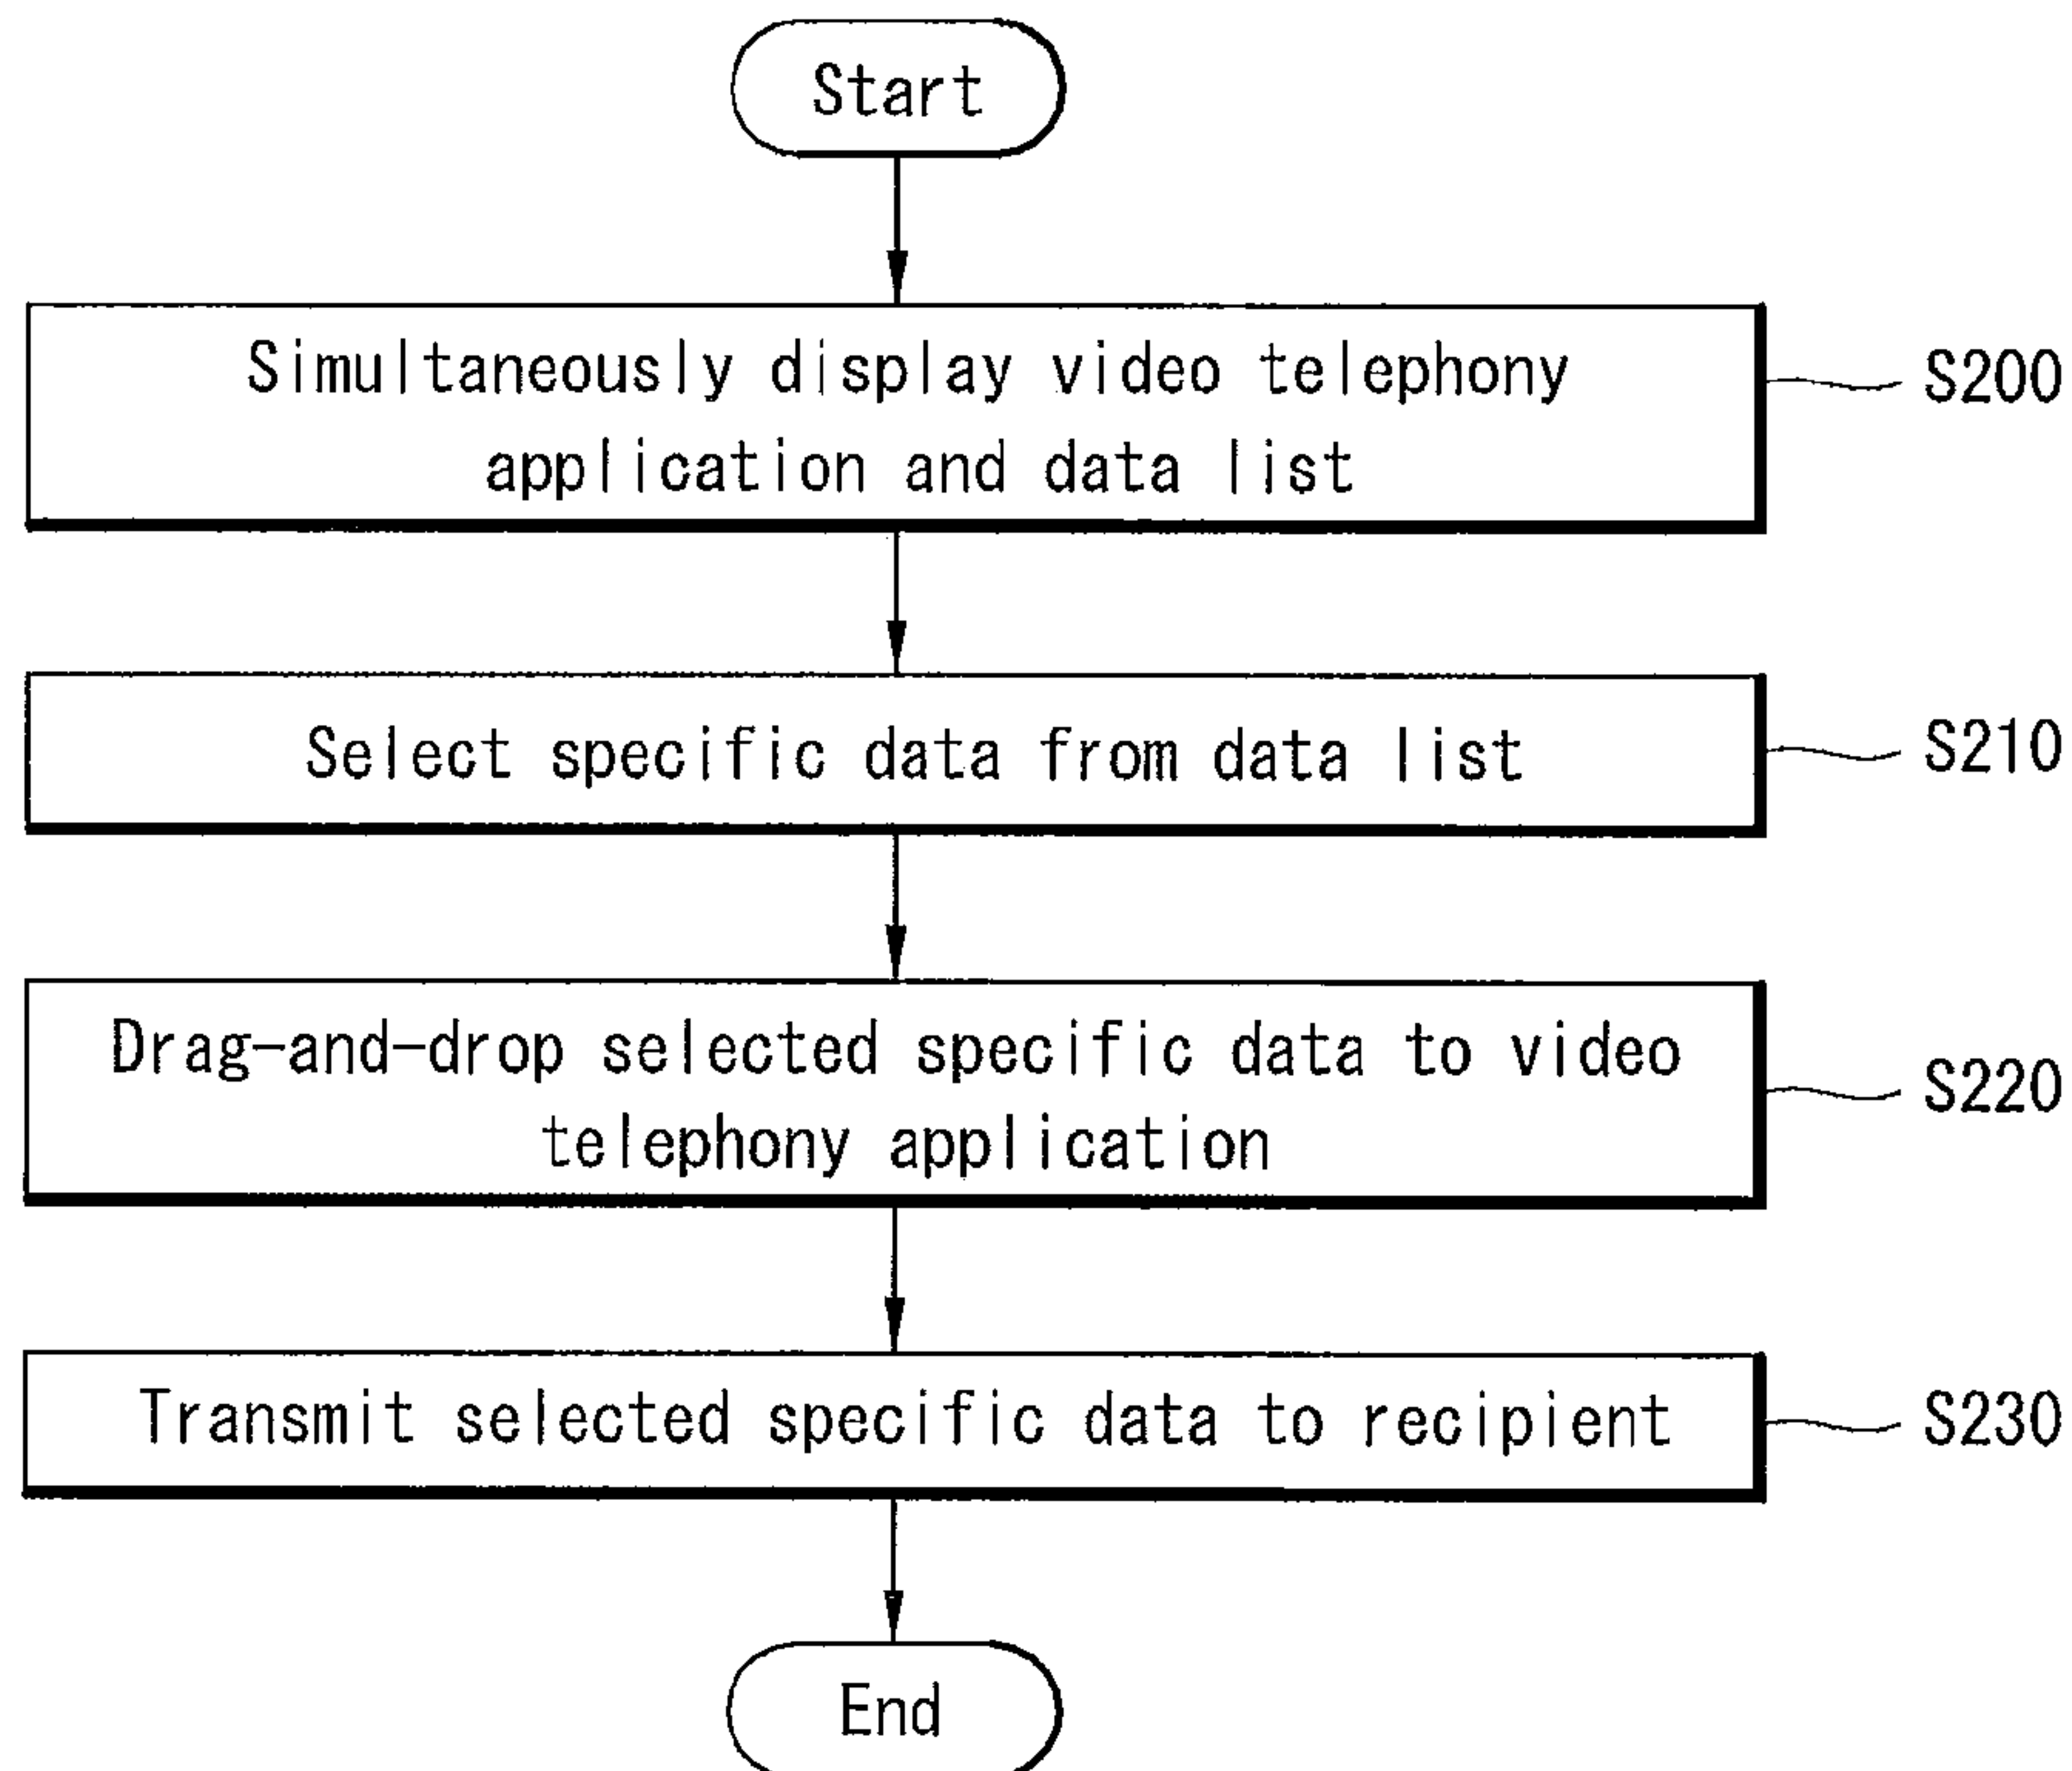 Start
Simultaneously display video telephony
application and data list
S200
Select specific data from data list
S210
Drag-and-drop selected specific data to video
telephony application
S220
Transmit selected specific data to recipient
S230
End